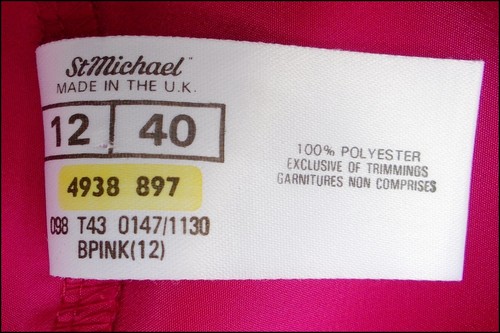 StMichael
MADE IN THE U.K.
12 40
4938 897
098 T43 0147/1130
BPINK(12)
100% POLYESTER
EXCLUSIVE OF TRIMMINGS
GARNITURES NON COMPRISES